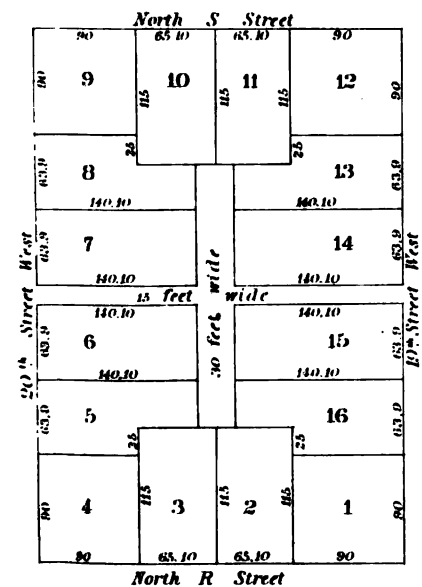 North S Street
90 65,10 65,10 90
9 10 11 12
90 115 115 115 90
25 25
8 13
63,9 63,9
140,10 140,10
7 14
63,9 63,9
140,10 140,10
20th Street West
15 feet wide
30 feet wide
19th Street West
140,10 140,10
6 15
63,9 63,9
140,10 140,10
5 16
63,9 63,9
25 25
4 3 2 1
90 115 115 115 90
90 65,10 65,10 90
North R Street